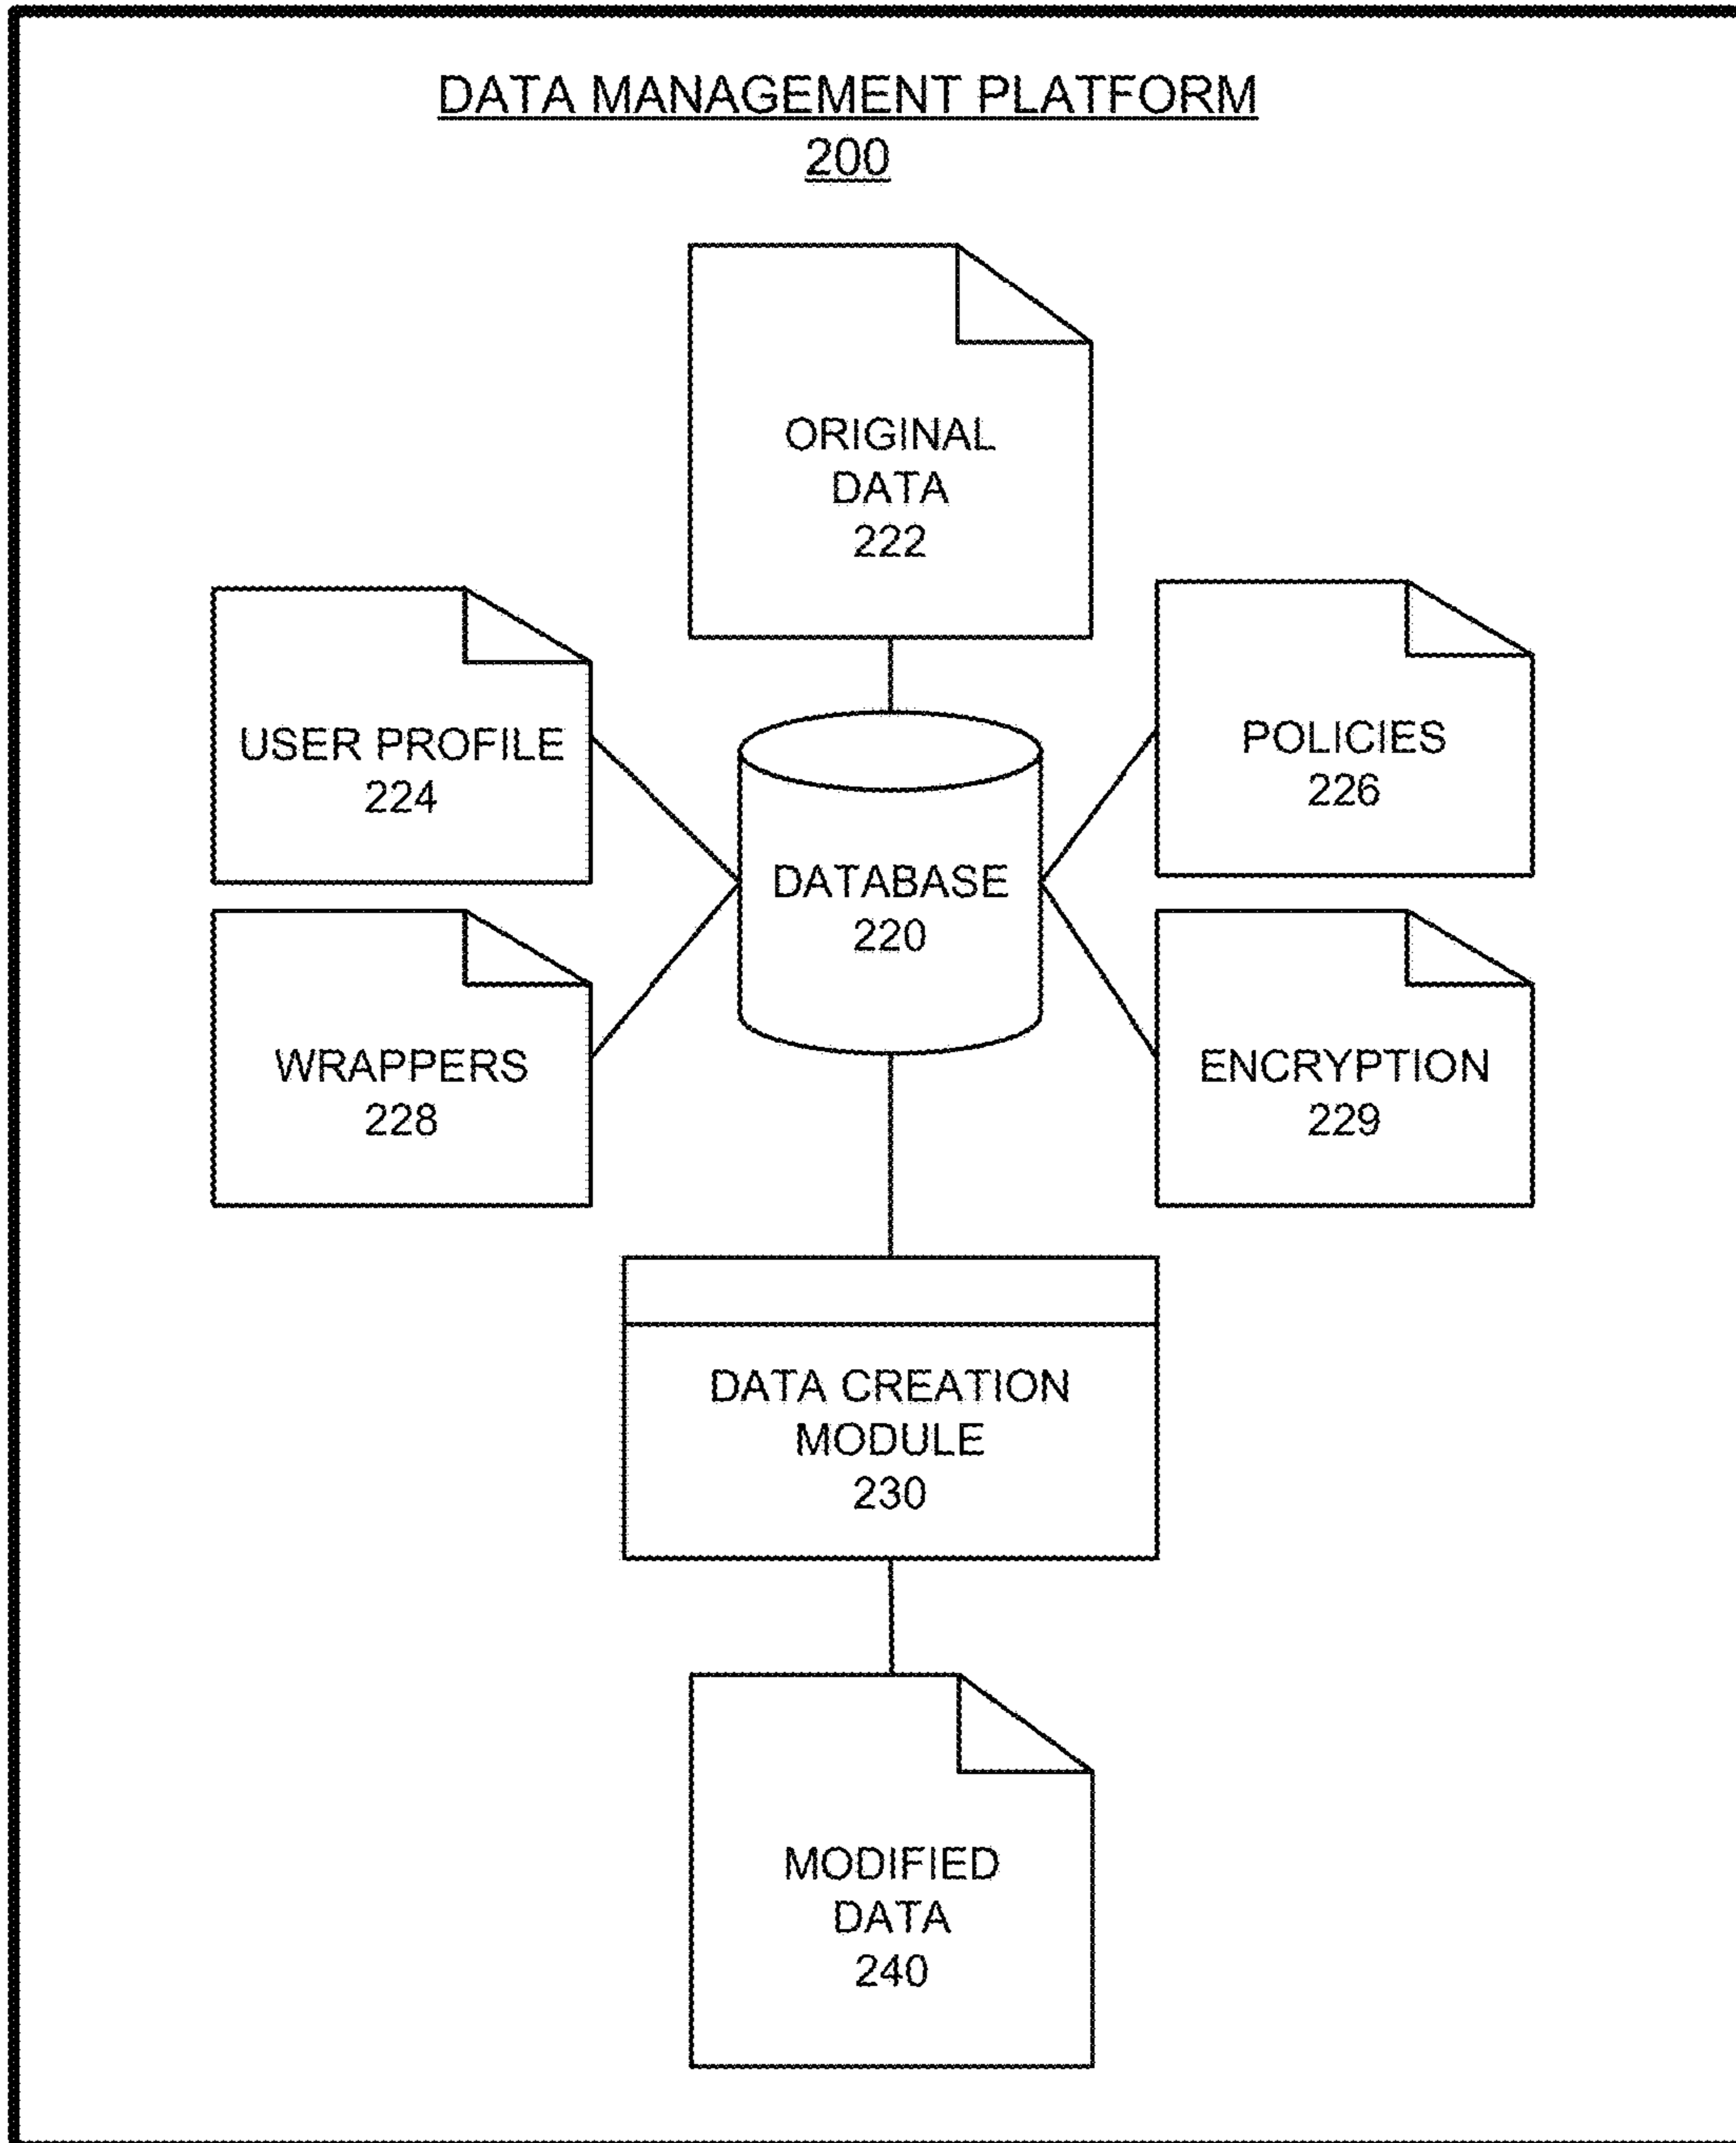 DATA MANAGEMENT PLATFORM
200
ORIGINAL
DATA
222
USER PROFILE
224
POLICIES
226
DATABASE
220
WRAPPERS
228
ENCRYPTION
229
DATA CREATION
MODULE
230
MODIFIED
DATA
240